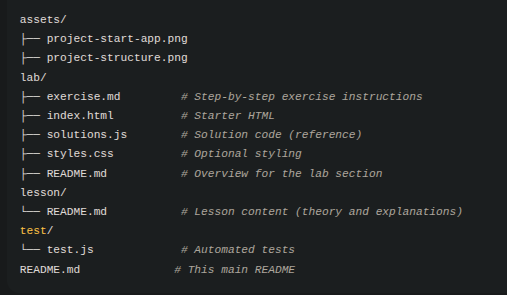 assets/
├── project-start-app.png
├── project-structure.png
lab/
├── exercise.md         # Step-by-step exercise instructions
├── index.html          # Starter HTML
├── solutions.js        # Solution code (reference)
├── styles.css          # Optional styling
├── README.md           # Overview for the lab section
lesson/
└── README.md           # Lesson content (theory and explanations)
test/
└── test.js             # Automated tests
README.md              # This main README